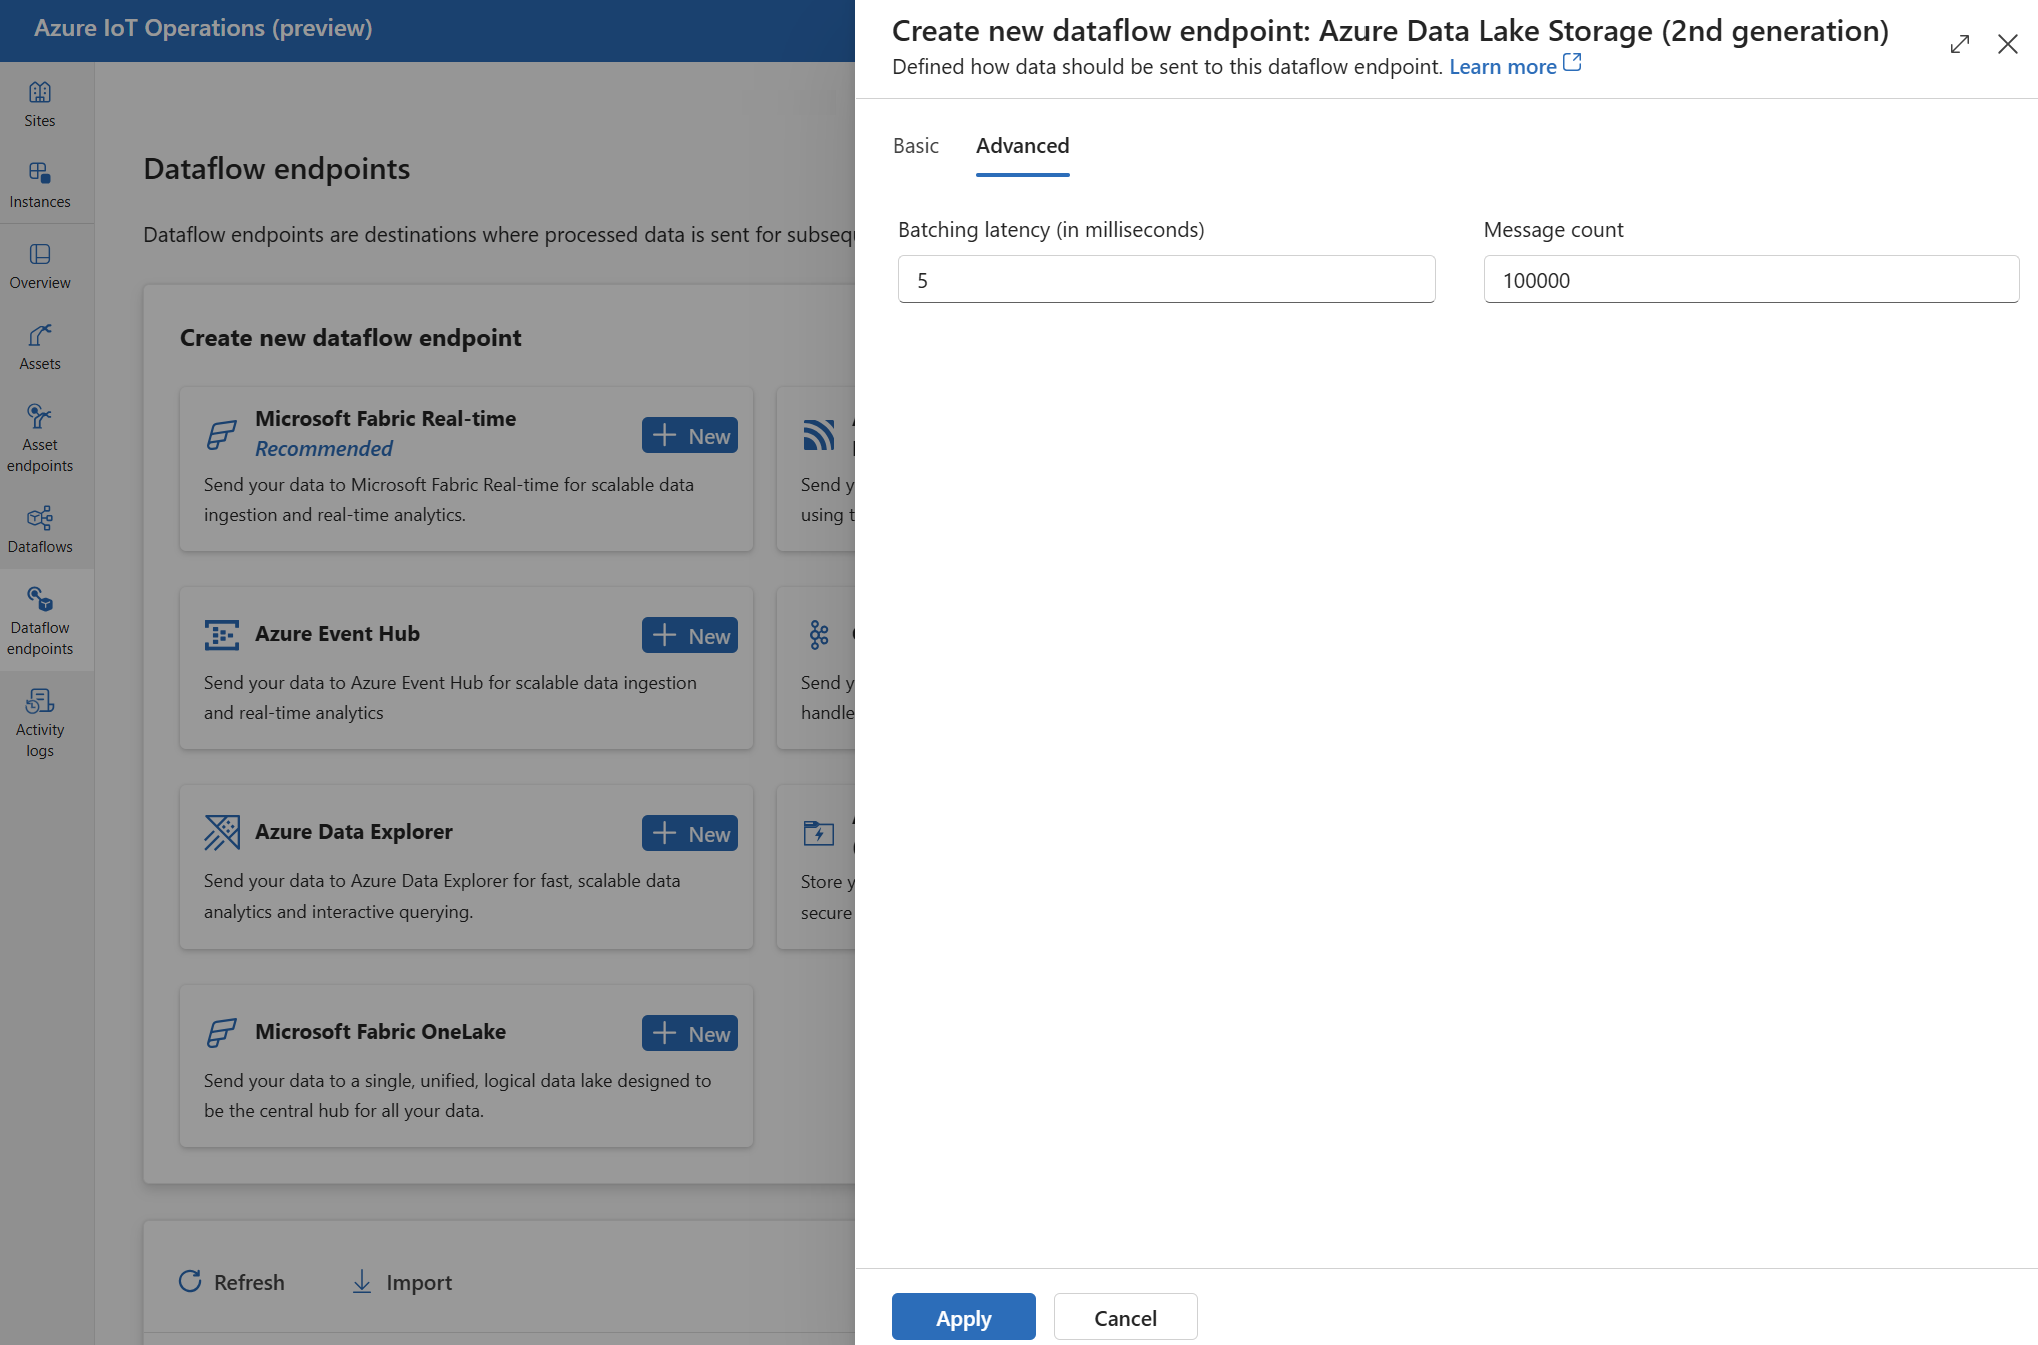 Azure IoT Operations (preview)
Sites
Instances
Overview
Assets
Asset
endpoints
Dataflows
Dataflow
endpoints
Activity
logs
Dataflow endpoints
Dataflow endpoints are destinations where processed data is sent for
Create new dataflow endpoint
Microsoft Fabric Real-time
Recommended
New
Send your data to Microsoft Fabric Real-time for scalable data
ingestion and real-time analytics.
Send
using
Azure Event Hub
New
Send your data to Azure Event Hub for scalable data ingestion
and real-time analytics
Send
handle
Azure Data Explorer
New
Send your data to Azure Data Explorer for fast, scalable data
analytics and interactive querying.
Store
secure
Microsoft Fabric OneLake
New
Send your data to a single, unified, logical data lake designed to
be the central hub for all your data.
Refresh
Import
Create new dataflow endpoint: Azure Data Lake Storage (2nd generation)
Defined how data should be sent to this dataflow endpoint. Learn more
Basic
Advanced
Batching latency (in milliseconds)
5
Message count
100000
Apply
Cancel